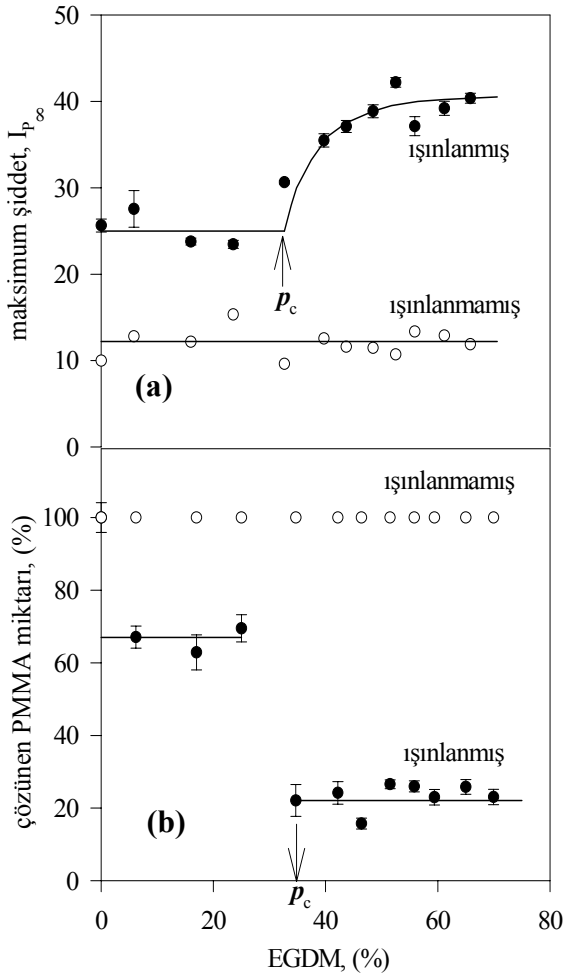 50
40
30
20
10
0
maksimum şiddet, I_P∞
ışınlanmış
p_c
ışınlanmamış
(a)
100
80
60
40
20
0
çözünen PMMA miktarı, (%)
ışınlanmamış
ışınlanmış
(b)
p_c
0 20 40 60 80
EGDM, (%)